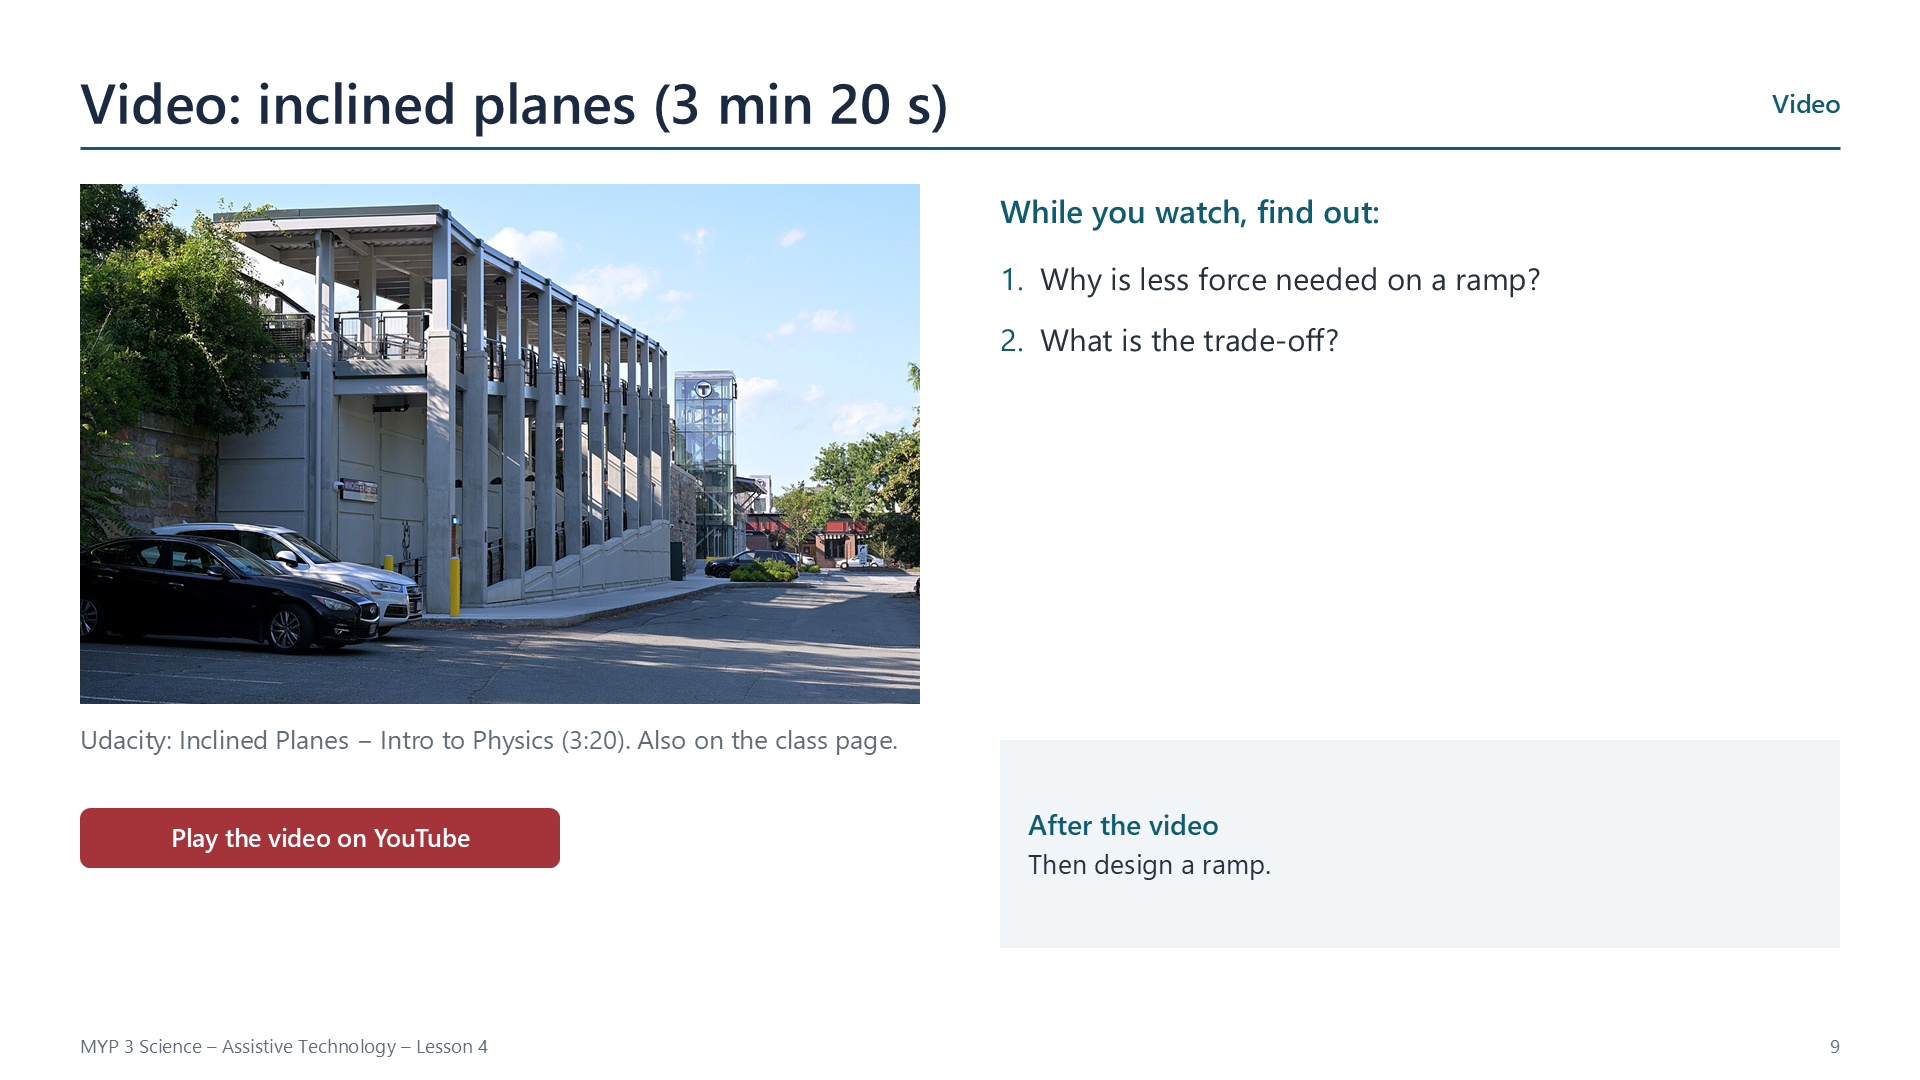 Video: inclined planes (3 min 20 s)
Video
T
Udacity: Inclined Planes – Intro to Physics (3:20). Also on the class page.
Play the video on YouTube
While you watch, find out:
1. Why is less force needed on a ramp?
2. What is the trade-off?
After the video
Then design a ramp.
MYP 3 Science – Assistive Technology – Lesson 4
9